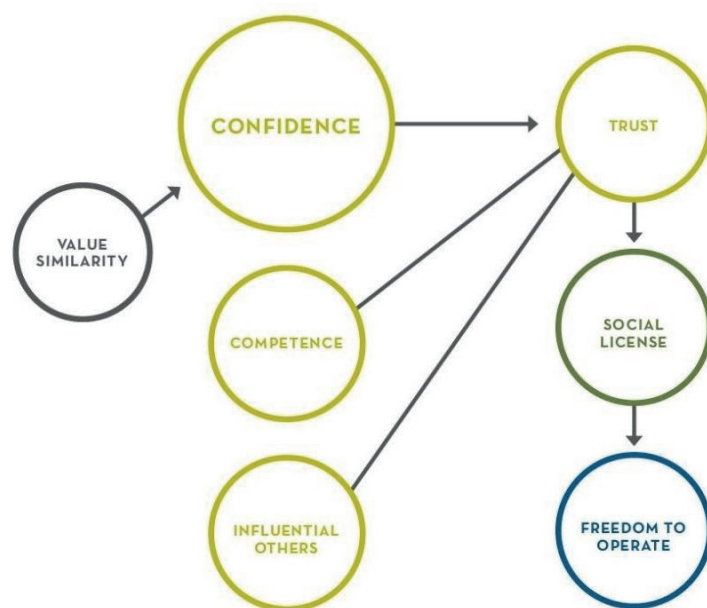 CONFIDENCE
TRUST
VALUE
SIMILARITY
COMPETENCE
SOCIAL
LICENSE
INFLUENTIAL
OTHERS
FREEDOM TO
OPERATE